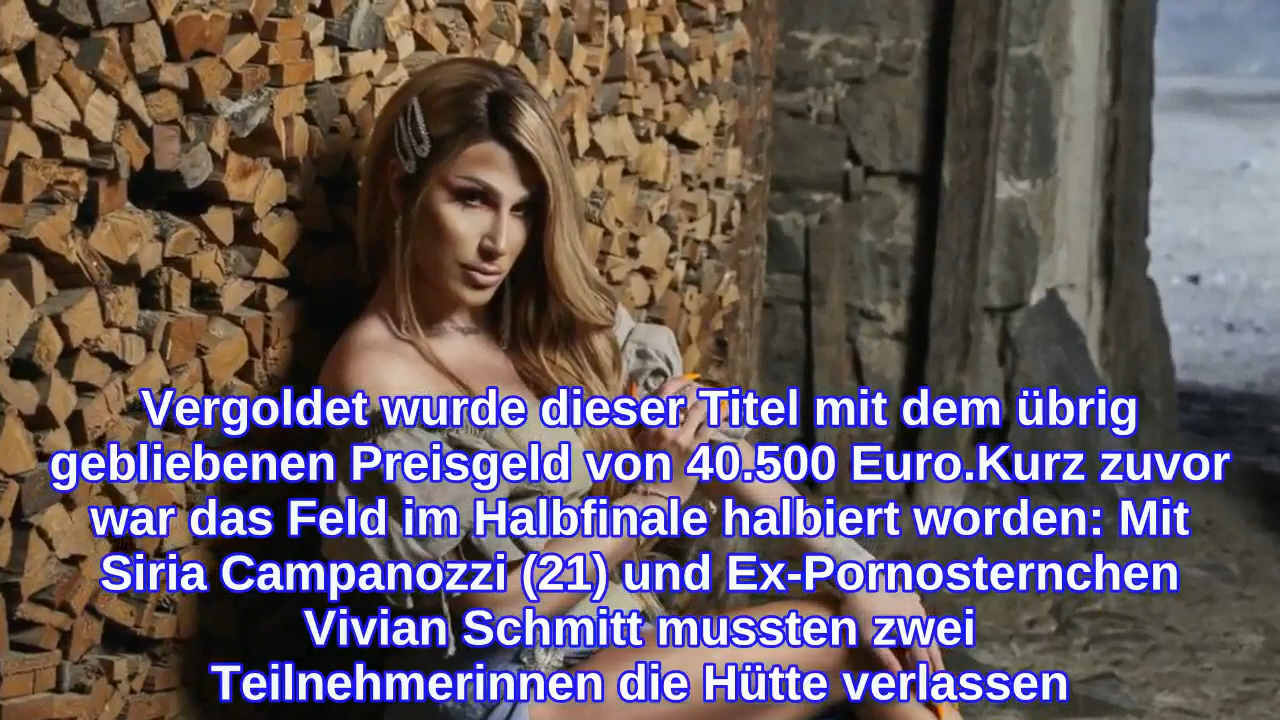 Vergoldet wurde dieser Titel mit dem übrig
gebliebenen Preisgeld von 40.500 Euro.Kurz zuvor
war das Feld im Halbfinale halbiert worden: Mit
Siria Campanozzi (21) und Ex-Pornosternchen
Vivian Schmitt mussten zwei
Teilnehmerinnen die Hütte verlassen